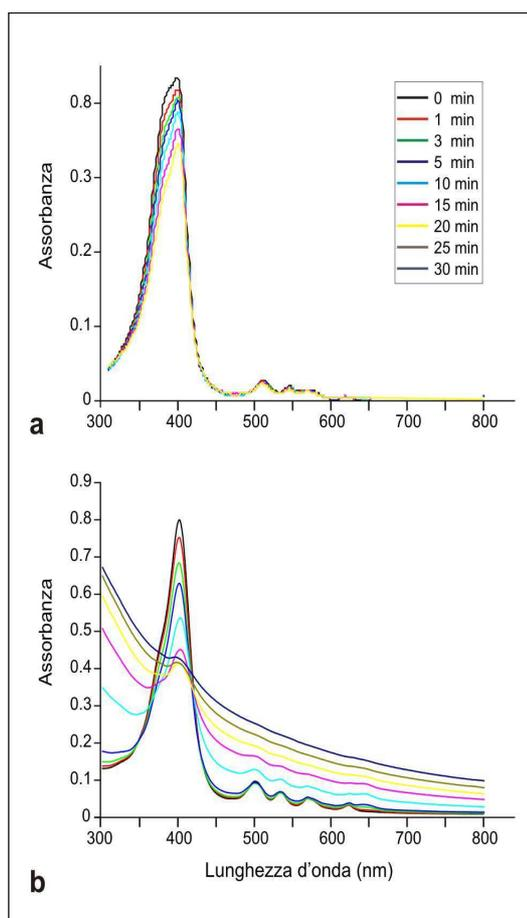 Assorbanza
0.8
0.3
0.2
0.1
0
300 400 500 600 700 800
0 min
1 min
3 min
5 min
10 min
15 min
20 min
25 min
30 min
a
Assorbanza
0.9
0.8
0.7
0.6
0.5
0.4
0.3
0.2
0.1
0
300 400 500 600 700 800
Lunghezza d'onda (nm)
b